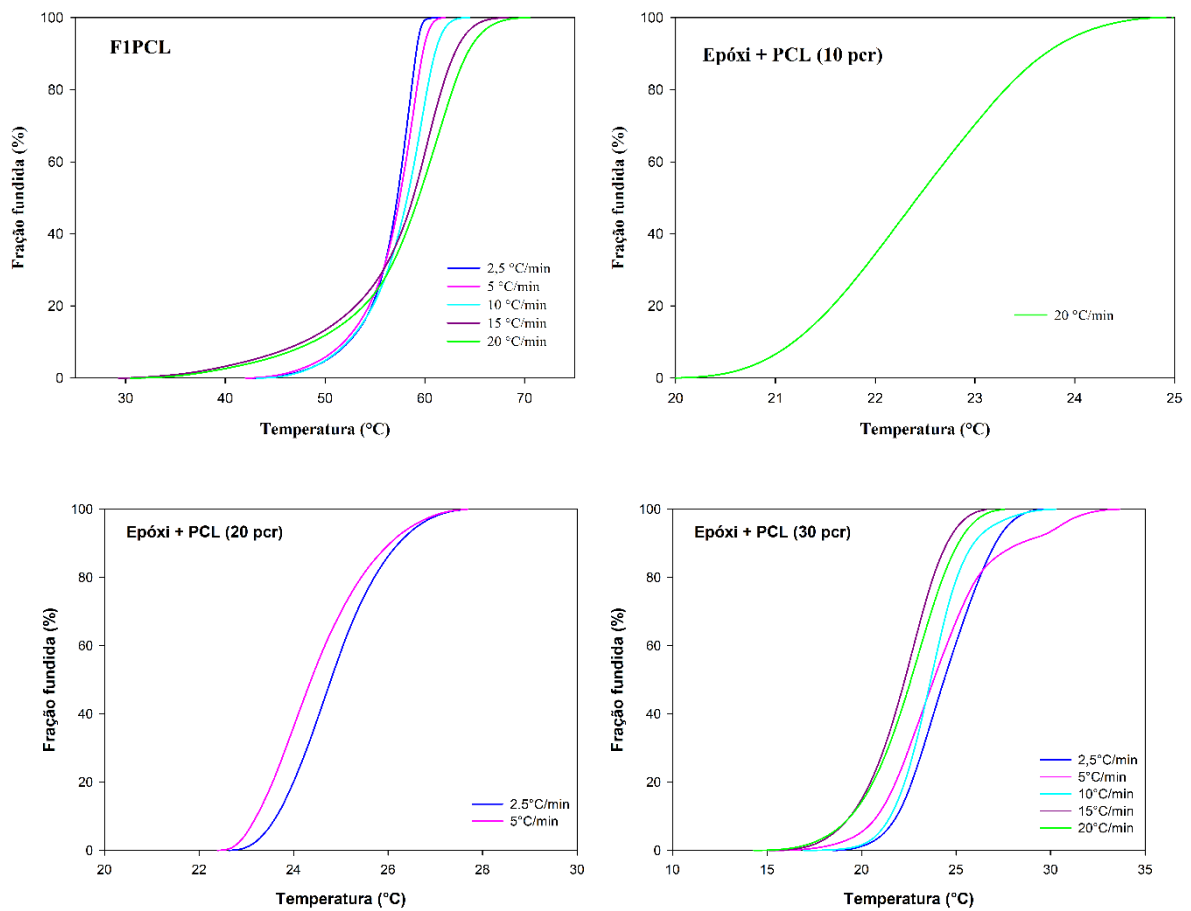 F1PCL
Fração fundida (%)
100
80
60
40
20
0
2,5 °C/min
5 °C/min
10 °C/min
15 °C/min
20 °C/min
30 40 50 60 70
Temperatura (°C)
Epóxi + PCL (10 pcr)
Fração fundida (%)
100
80
60
40
20
0
20 °C/min
20 21 22 23 24 25
Temperatura (°C)
Epóxi + PCL (20 pcr)
Fração fundida (%)
100
80
60
40
20
0
2.5°C/min
5°C/min
20 22 24 26 28 30
Temperatura (°C)
Epóxi + PCL (30 pcr)
Fração fundida (%)
100
80
60
40
20
0
2,5°C/min
5°C/min
10°C/min
15°C/min
20°C/min
10 15 20 25 30 35
Temperatura (°C)